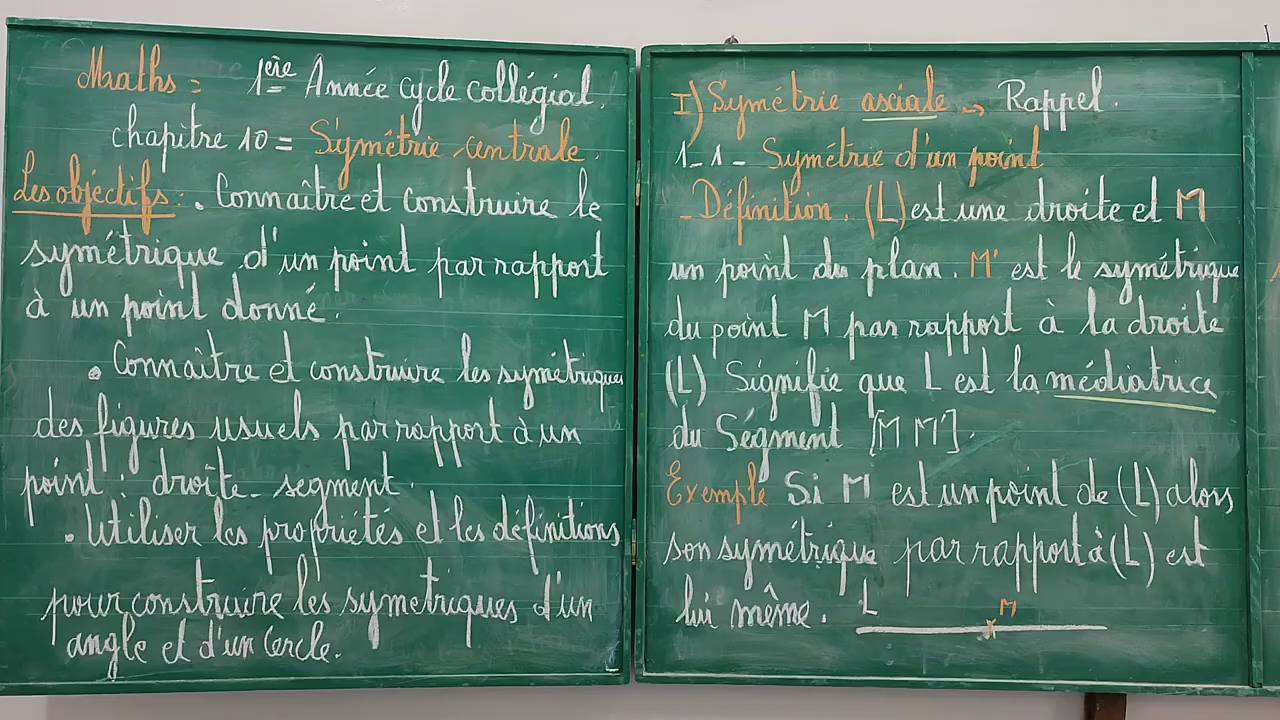 Maths = 1ère Année cycle collégial.
chapitre 10 = Symétrie centrale.
Les objectifs : . Connaître et construire le
symétrique d'un point par rapport
à un point donné.
. Connaître et construire les symétriques
des figures usuels par rapport à un
point : droite - segment.
. Utiliser les propriétés et les définitions
pour construire les symetriques d'un
angle et d'un Cercle.
I) Symétrie asciale → Rappel.
1-1- Symétrie d'un point
- Définition. (L) est une droite et M
un point du plan. M' est le symétrique
du point M par rapport à la droite
(L) Signifie que L est la médiatrice
du Ségment [M M'].
Exemple Si M est un point de (L) alors
son symétrique par rapport à (L) est
lui même. L M